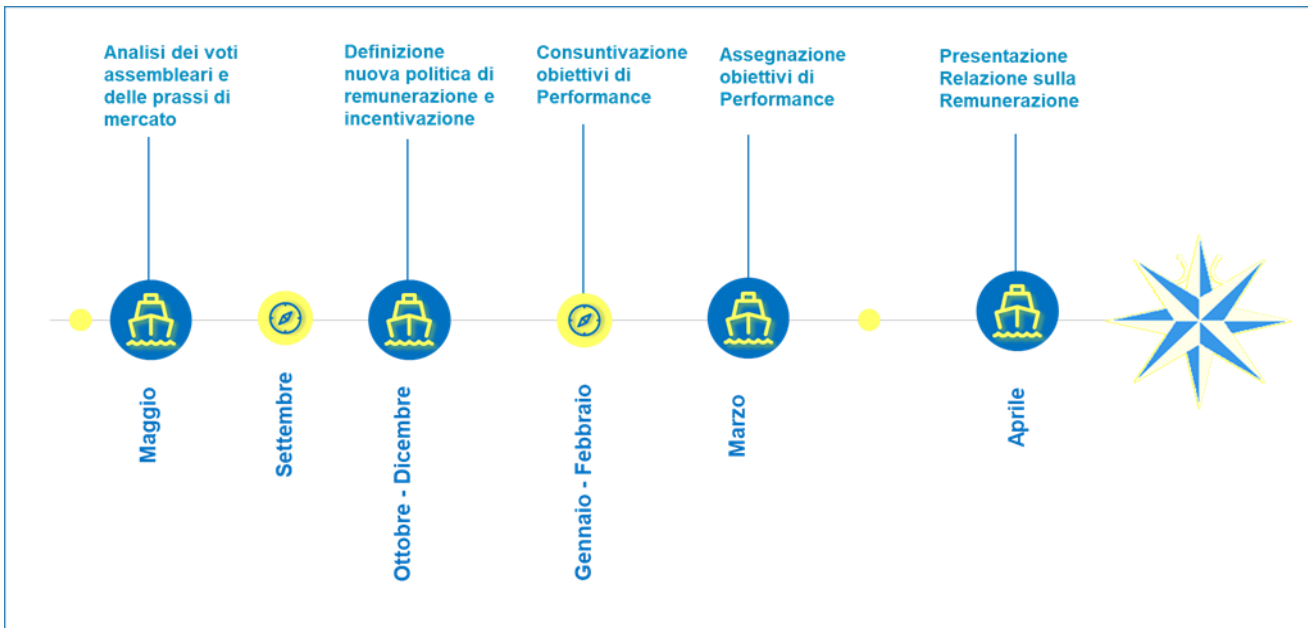 Analisi dei voti
assembleari e
delle prassi di
mercato
Definizione
nuova politica di
remunerazione e
incentivazione
Consuntivazione
obiettivi di
Performance
Assegnazione
obiettivi di
Performance
Presentazione
Relazione sulla
Remunerazione
Maggio
Settembre
Ottobre - Dicembre
Gennaio - Febbraio
Marzo
Aprile